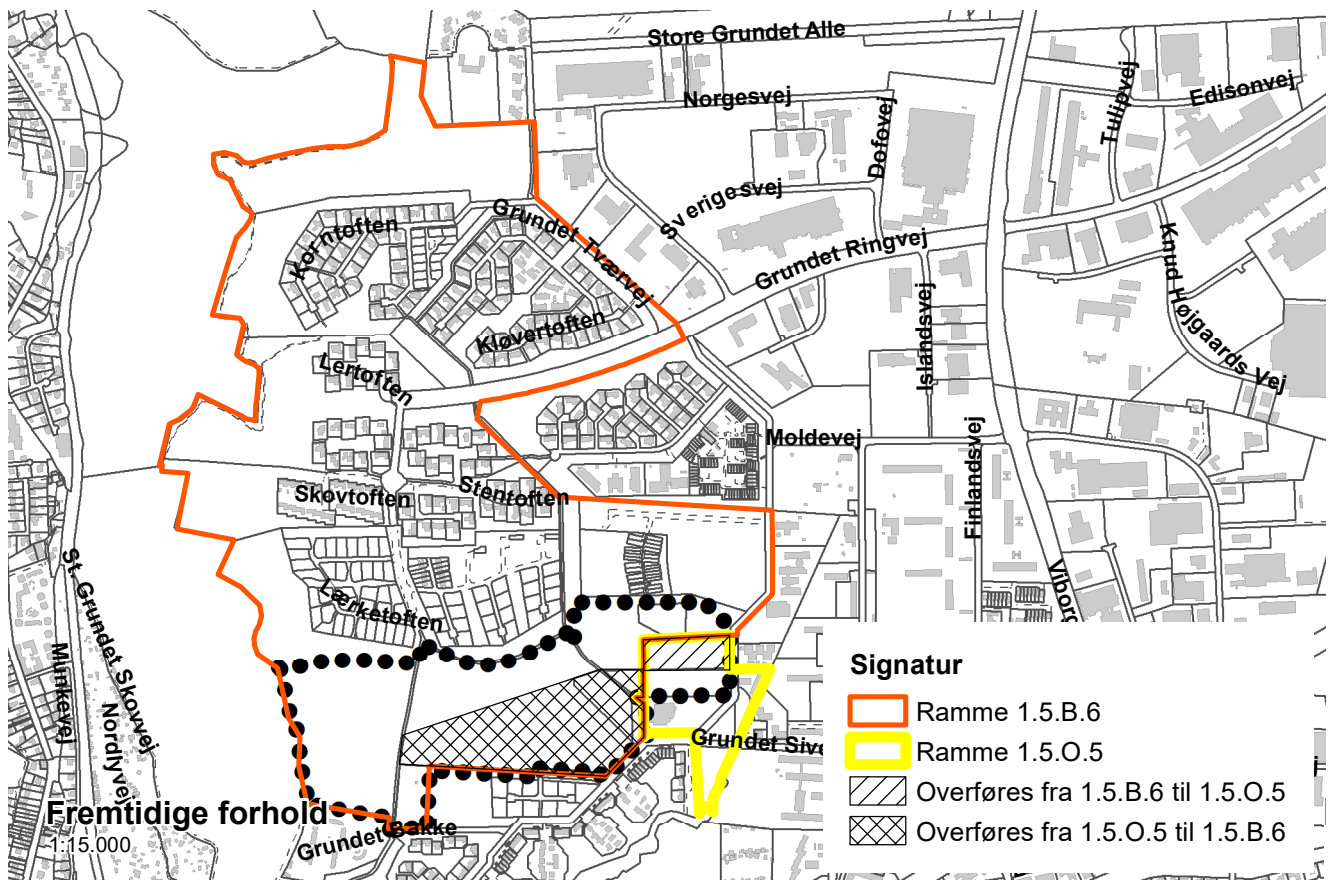 Store Grundet Alle
Norgesvej
Dofovej
Tulipvej
Edisonvej
Sverigesvej
Grundet Tværvej
Korntoften
Grundet Ringvej
Knud Højgaards Vej
Kløvertoften
Islandsvej
Lertoften
Moldevej
Finlandsvej
Skovtoften
Stentoften
Viborg
St. Grundet Skovvej
Lærketoften
Munkevej
Nordlyvej
Grundet Sive
Grundet Bakke
Fremtidige forhold
1:15.000
Signatur
Ramme 1.5.B.6
Ramme 1.5.O.5
Overføres fra 1.5.B.6 til 1.5.O.5
Overføres fra 1.5.O.5 til 1.5.B.6